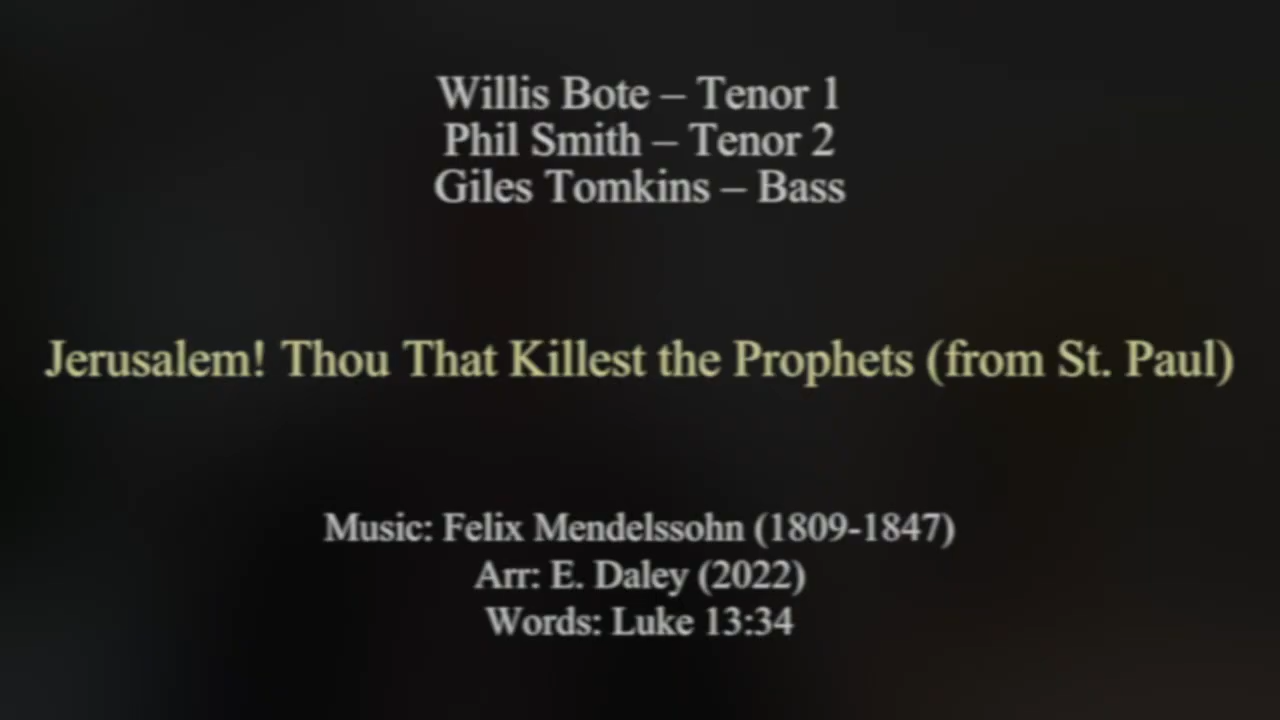 Willis Bote – Tenor 1
Phil Smith – Tenor 2
Giles Tomkins – Bass
Jerusalem! Thou That Killest the Prophets (from St. Paul)
Music: Felix Mendelssohn (1809-1847)
Arr: E. Daley (2022)
Words: Luke 13:34